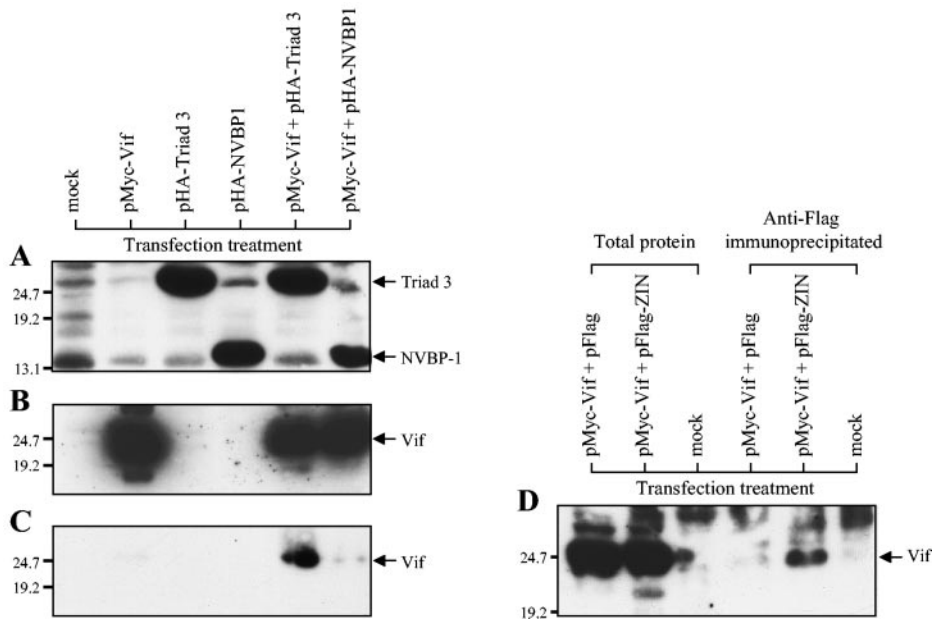 mock
pMyc-Vif
pHA-Triad 3
pHA-NVBP1
pMyc-Vif + pHA-Triad 3
pMyc-Vif + pHA-NVBP1
Transfection treatment
A
24.7
19.2
13.1
Triad 3
NVBP-1
B
24.7
19.2
Vif
C
24.7
19.2
Vif
Total protein
Anti-Flag
immunoprecipitated
pMyc-Vif + pFlag
pMyc-Vif + pFlag-ZIN
mock
pMyc-Vif + pFlag
pMyc-Vif + pFlag-ZIN
mock
Transfection treatment
D
24.7
19.2
Vif